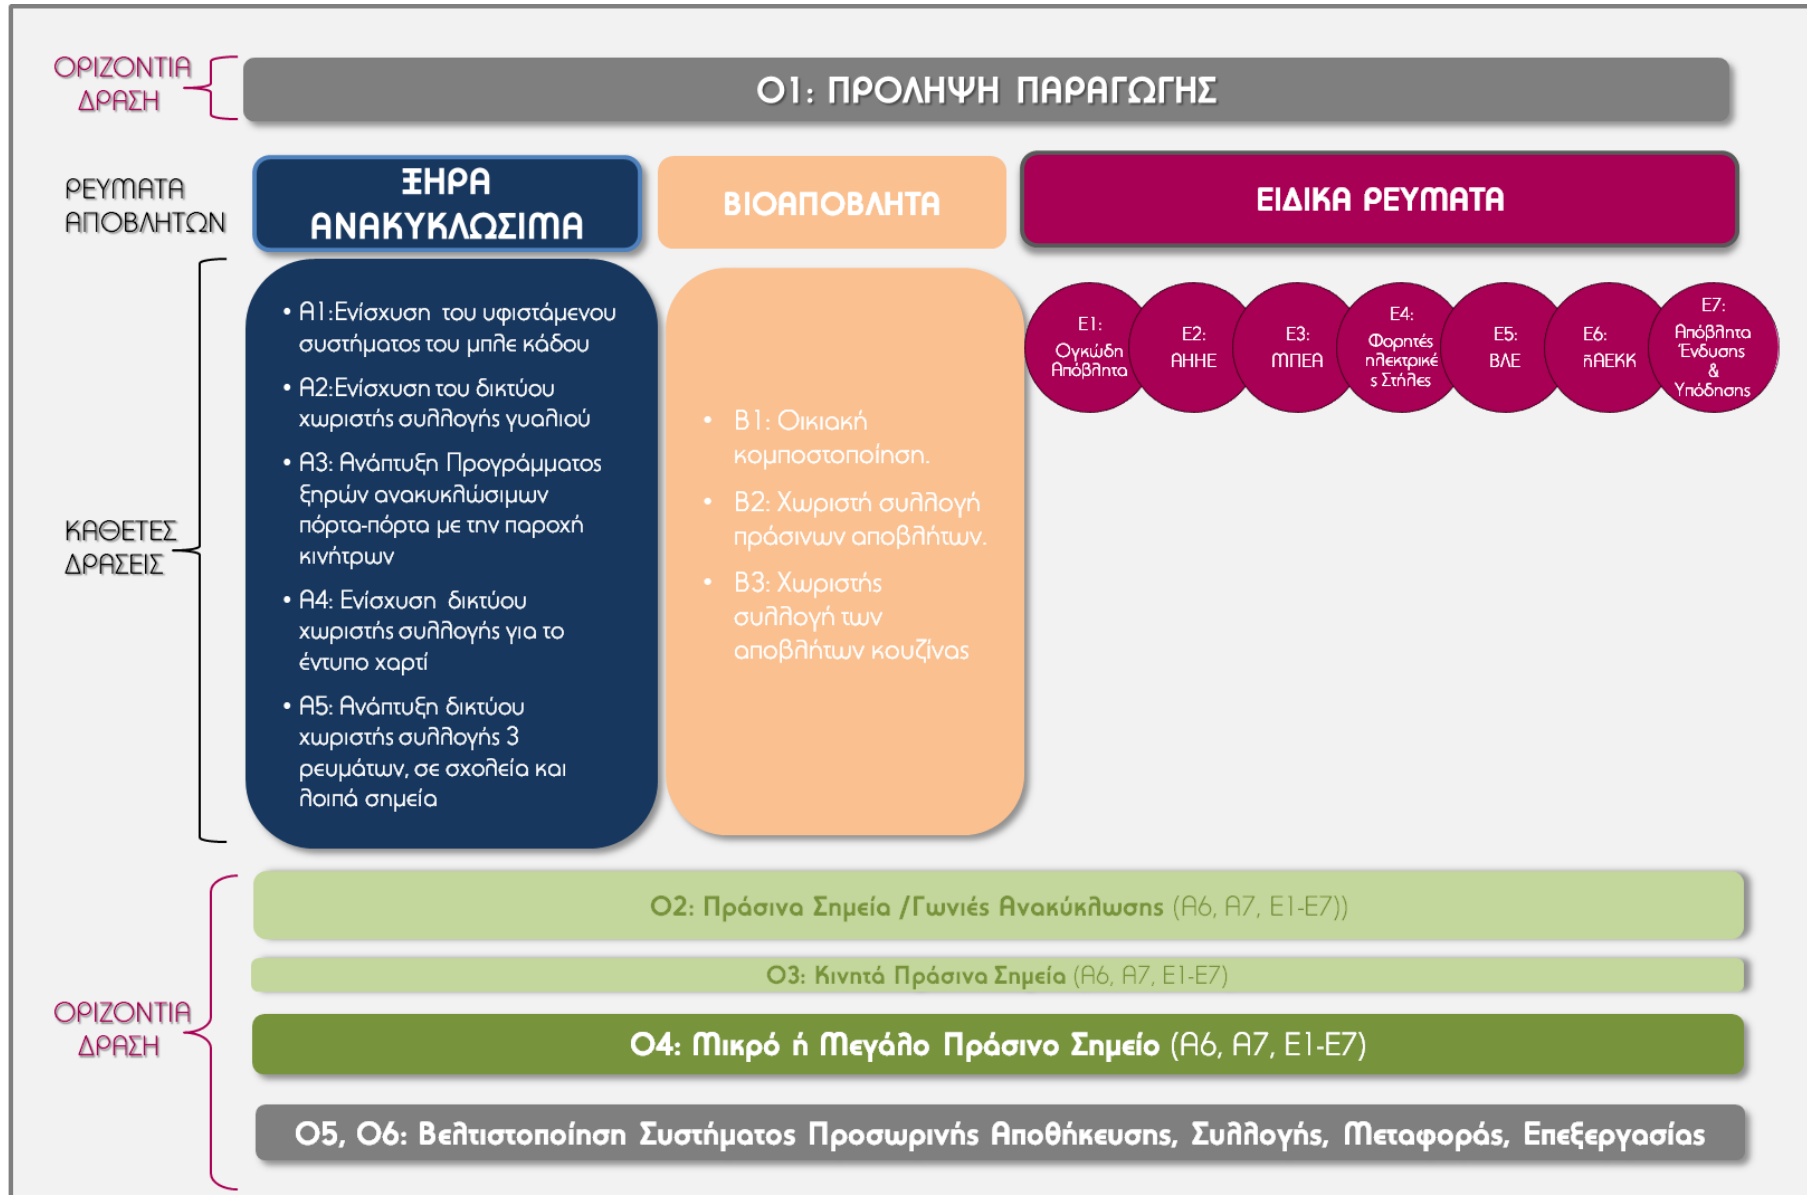 ΟΡΙΖΟΝΤΙΑ
ΔΡΑΣΗ
Ο1: ΠΡΟΛΗΨΗ ΠΑΡΑΓΩΓΗΣ
ΡΕΥΜΑΤΑ
ΑΠΟΒΛΗΤΩΝ
ΞΗΡΑ
ΑΝΑΚΥΚΛΩΣΙΜΑ
ΒΙΟΑΠΟΒΛΗΤΑ
ΕΙΔΙΚΑ ΡΕΥΜΑΤΑ
ΚΑΘΕΤΕΣ
ΔΡΑΣΕΙΣ
• Α1:Ενίσχυση του υφιστάμενου
συστήματος του μπλε κάδου
• Α2:Ενίσχυση του δικτύου
χωριστής συλλογής γυαλιού
• Α3: Ανάπτυξη Προγράμματος
ξηρών ανακυκλώσιμων
πόρτα-πόρτα με την παροχή
κινήτρων
• Α4: Ενίσχυση δικτύου
χωριστής συλλογής για το
έντυπο χαρτί
• Α5: Ανάπτυξη δικτύου
χωριστής συλλογής 3
ρευμάτων, σε σχολεία και
λοιπά σημεία
• Β1: Οικιακή
κομποστοποίηση.
• Β2: Χωριστή συλλογή
πράσινων αποβλήτων.
• Β3: Χωριστής
συλλογή των
αποβλήτων κουζίνας
Ε1:
Ογκώδη
Απόβλητα
Ε2:
ΑΗΗΕ
Ε3:
ΜΠΕΑ
Ε4:
Φορητές
ηλεκτρικέ
ς Στήλες
Ε5:
ΒΛΕ
Ε6:
ñΑΕΚΚ
Ε7:
Απόβλητα
Ένδυσης
&
Υπόδησης
ΟΡΙΖΟΝΤΙΑ
ΔΡΑΣΗ
Ο2: Πράσινα Σημεία /Γωνιές Ανακύκλωσης (Α6, Α7, Ε1-Ε7))
Ο3: Κινητά Πράσινα Σημεία (Α6, Α7, Ε1-Ε7)
Ο4: Μικρό ή Μεγάλο Πράσινο Σημείο (Α6, Α7, Ε1-Ε7)
Ο5, Ο6: Βελτιστοποίηση Συστήματος Προσωρινής Αποθήκευσης, Συλλογής, Μεταφοράς, Επεξεργασίας